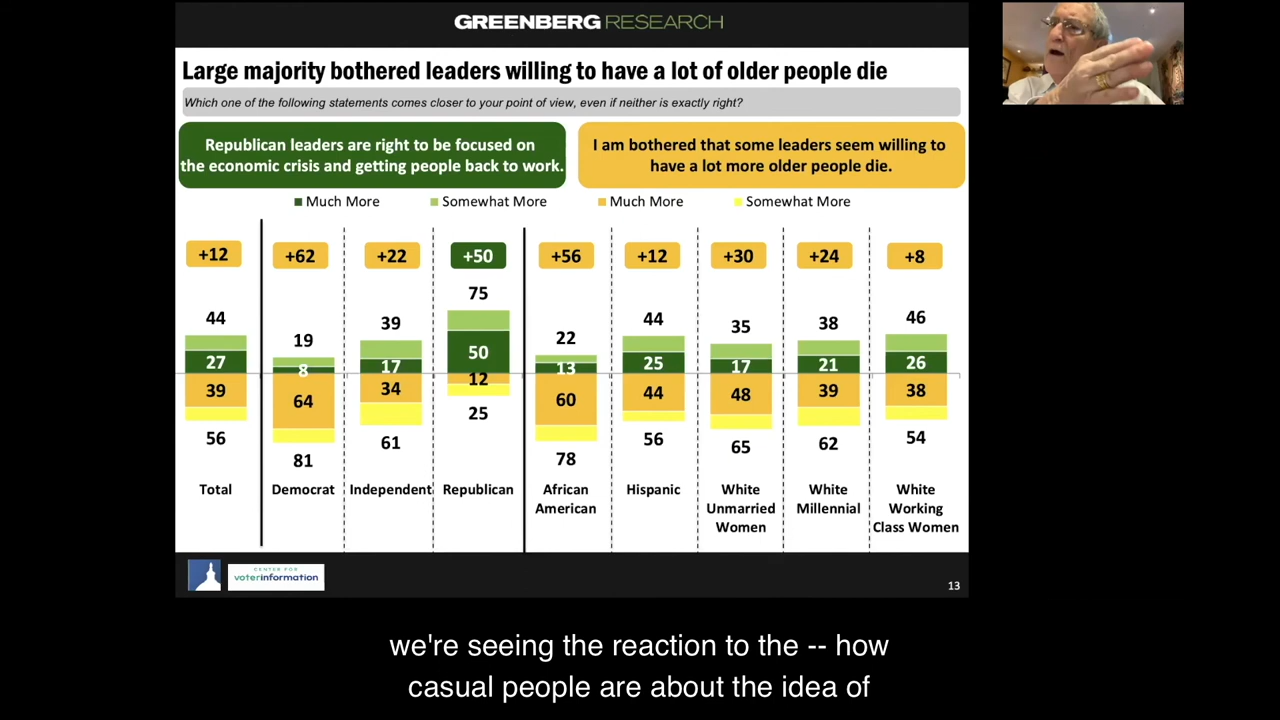 GREENBERG RESEARCH
Large majority bothered leaders willing to have a lot of older people die
Which one of the following statements comes closer to your point of view, even if neither is exactly right?
Republican leaders are right to be focused on
the economic crisis and getting people back to work.
I am bothered that some leaders seem willing to
have a lot more older people die.
Much More
Somewhat More
Much More
Somewhat More
+12
+62
+22
+50
+56
+12
+30
+24
+8
44
19
39
75
22
44
35
38
46
27
8
17
50
13
25
17
21
26
39
64
34
12
60
44
48
39
38
56
81
61
25
78
56
65
62
54
Total
Democrat
Independent
Republican
African
American
Hispanic
White
Unmarried
Women
White
Millennial
White
Working
Class Women
CENTER FOR
voterinformation
13
we're seeing the reaction to the -- how
casual people are about the idea of